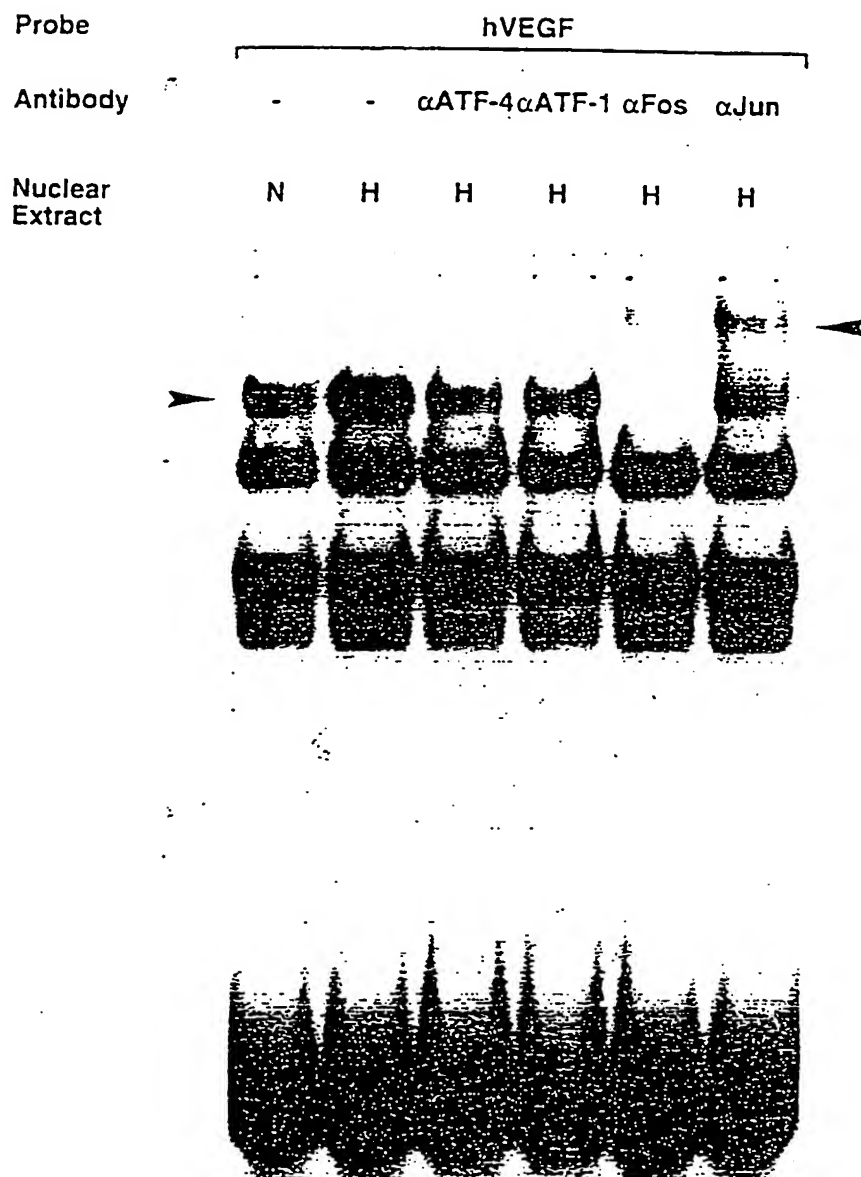 Probe hVEGF
Antibody - - αATF-4 αATF-1 αFos αJun
Nuclear
Extract N H H H H H